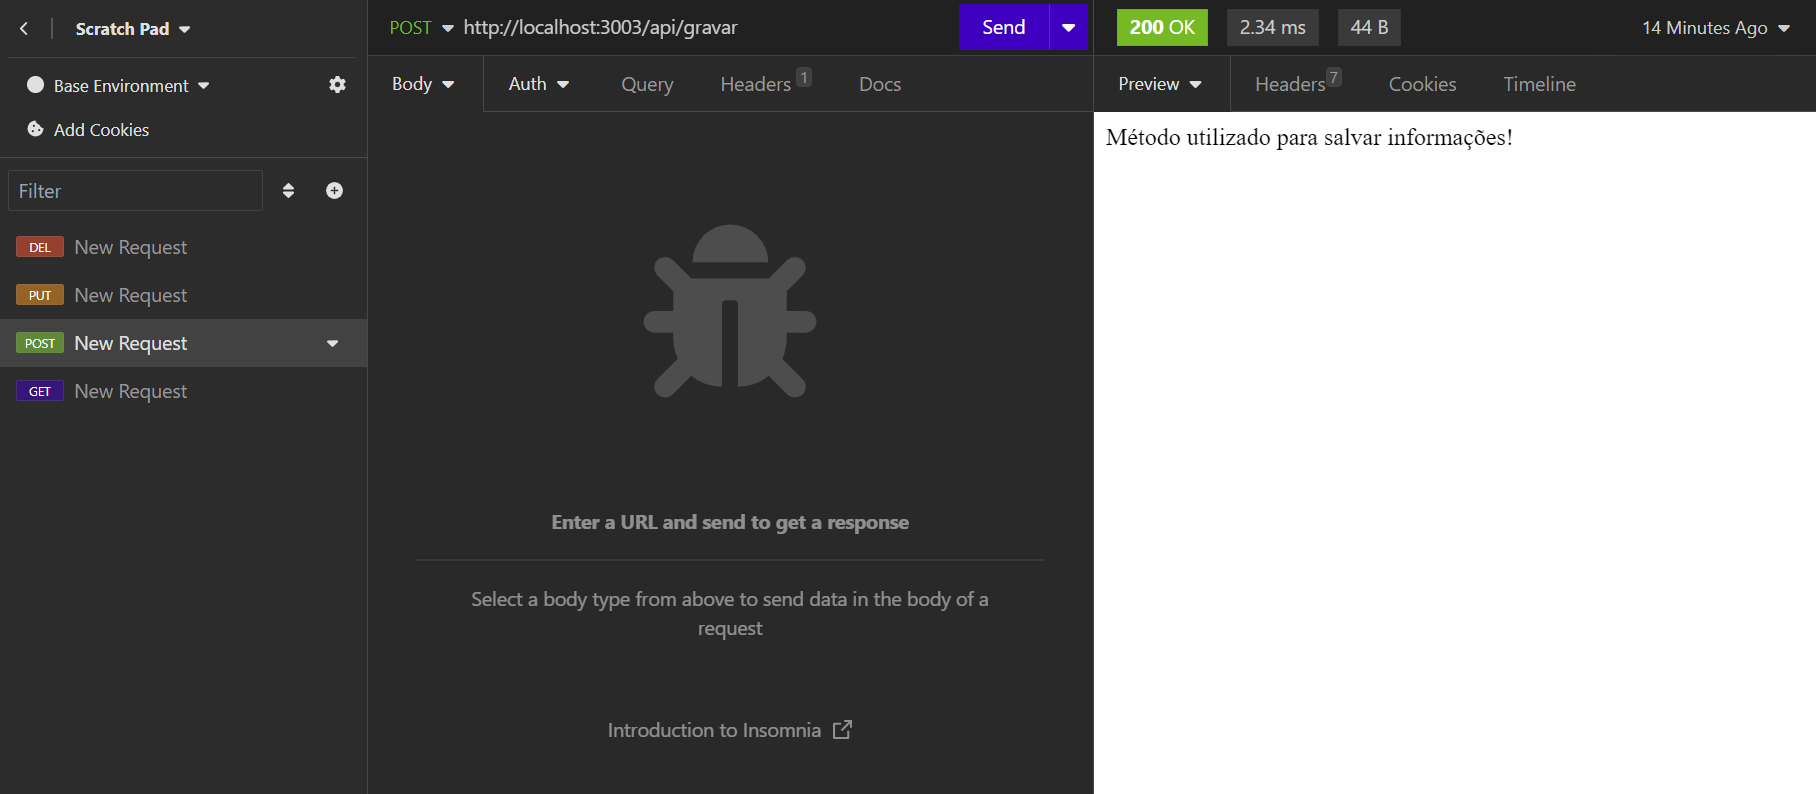 Scratch Pad
Base Environment
Add Cookies
Filter
DEL New Request
PUT New Request
POST New Request
GET New Request
POST http://localhost:3003/api/gravar Send
Body Auth Query Headers 1 Docs
Enter a URL and send to get a response
Select a body type from above to send data in the body of a
request
Introduction to Insomnia
200 OK 2.34 ms 44 B 14 Minutes Ago
Preview Headers 7 Cookies Timeline
Método utilizado para salvar informações!